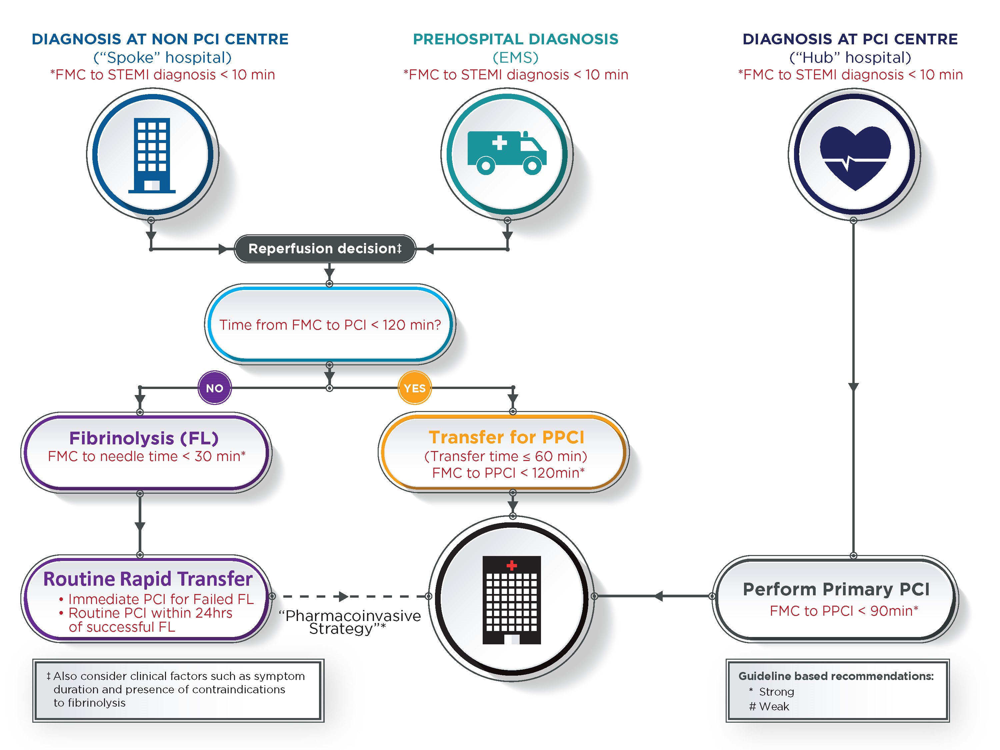 DIAGNOSIS AT NON PCI CENTRE
(“Spoke” hospital)
*FMC to STEMI diagnosis < 10 min
PREHOSPITAL DIAGNOSIS
(EMS)
*FMC to STEMI diagnosis < 10 min
DIAGNOSIS AT PCI CENTRE
(“Hub” hospital)
*FMC to STEMI diagnosis < 10 min
Reperfusion decision‡
Time from FMC to PCI < 120 min?
NO
YES
Fibrinolysis (FL)
FMC to needle time < 30 min*
Transfer for PPCI
(Transfer time ≤ 60 min)
FMC to PPCI < 120min*
Routine Rapid Transfer
• Immediate PCI for Failed FL
• Routine PCI within 24hrs
of successful FL
“Pharmacoinvasive
Strategy”*
Perform Primary PCI
FMC to PPCI < 90min*
‡ Also consider clinical factors such as symptom
duration and presence of contraindications
to fibrinolysis
Guideline based recommendations:
* Strong
# Weak